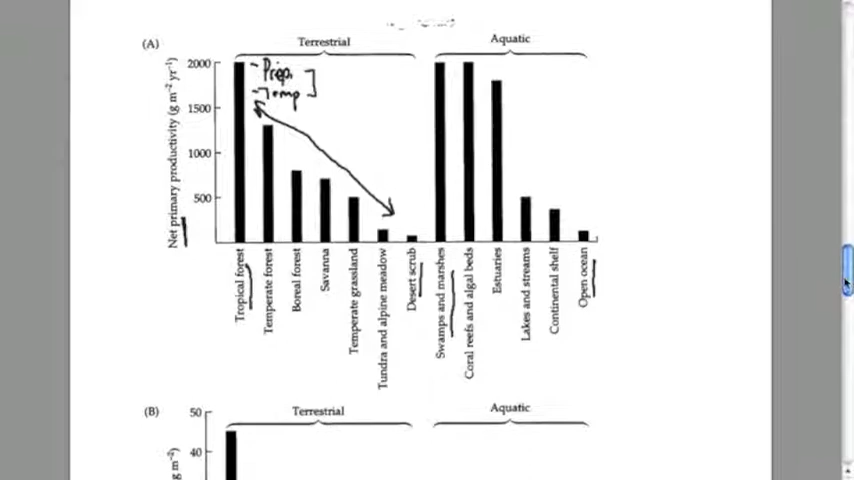 (A)
Terrestrial
Aquatic
Net primary productivity (g m⁻² yr⁻¹)
2000
1500
1000
500
- Precip.
- Temp
Tropical forest
Temperate forest
Boreal forest
Savanna
Temperate grassland
Tundra and alpine meadow
Desert scrub
Swamps and marshes
Coral reefs and algal beds
Estuaries
Lakes and streams
Continental shelf
Open ocean
(B)
Terrestrial
Aquatic
50
40
g m⁻²)